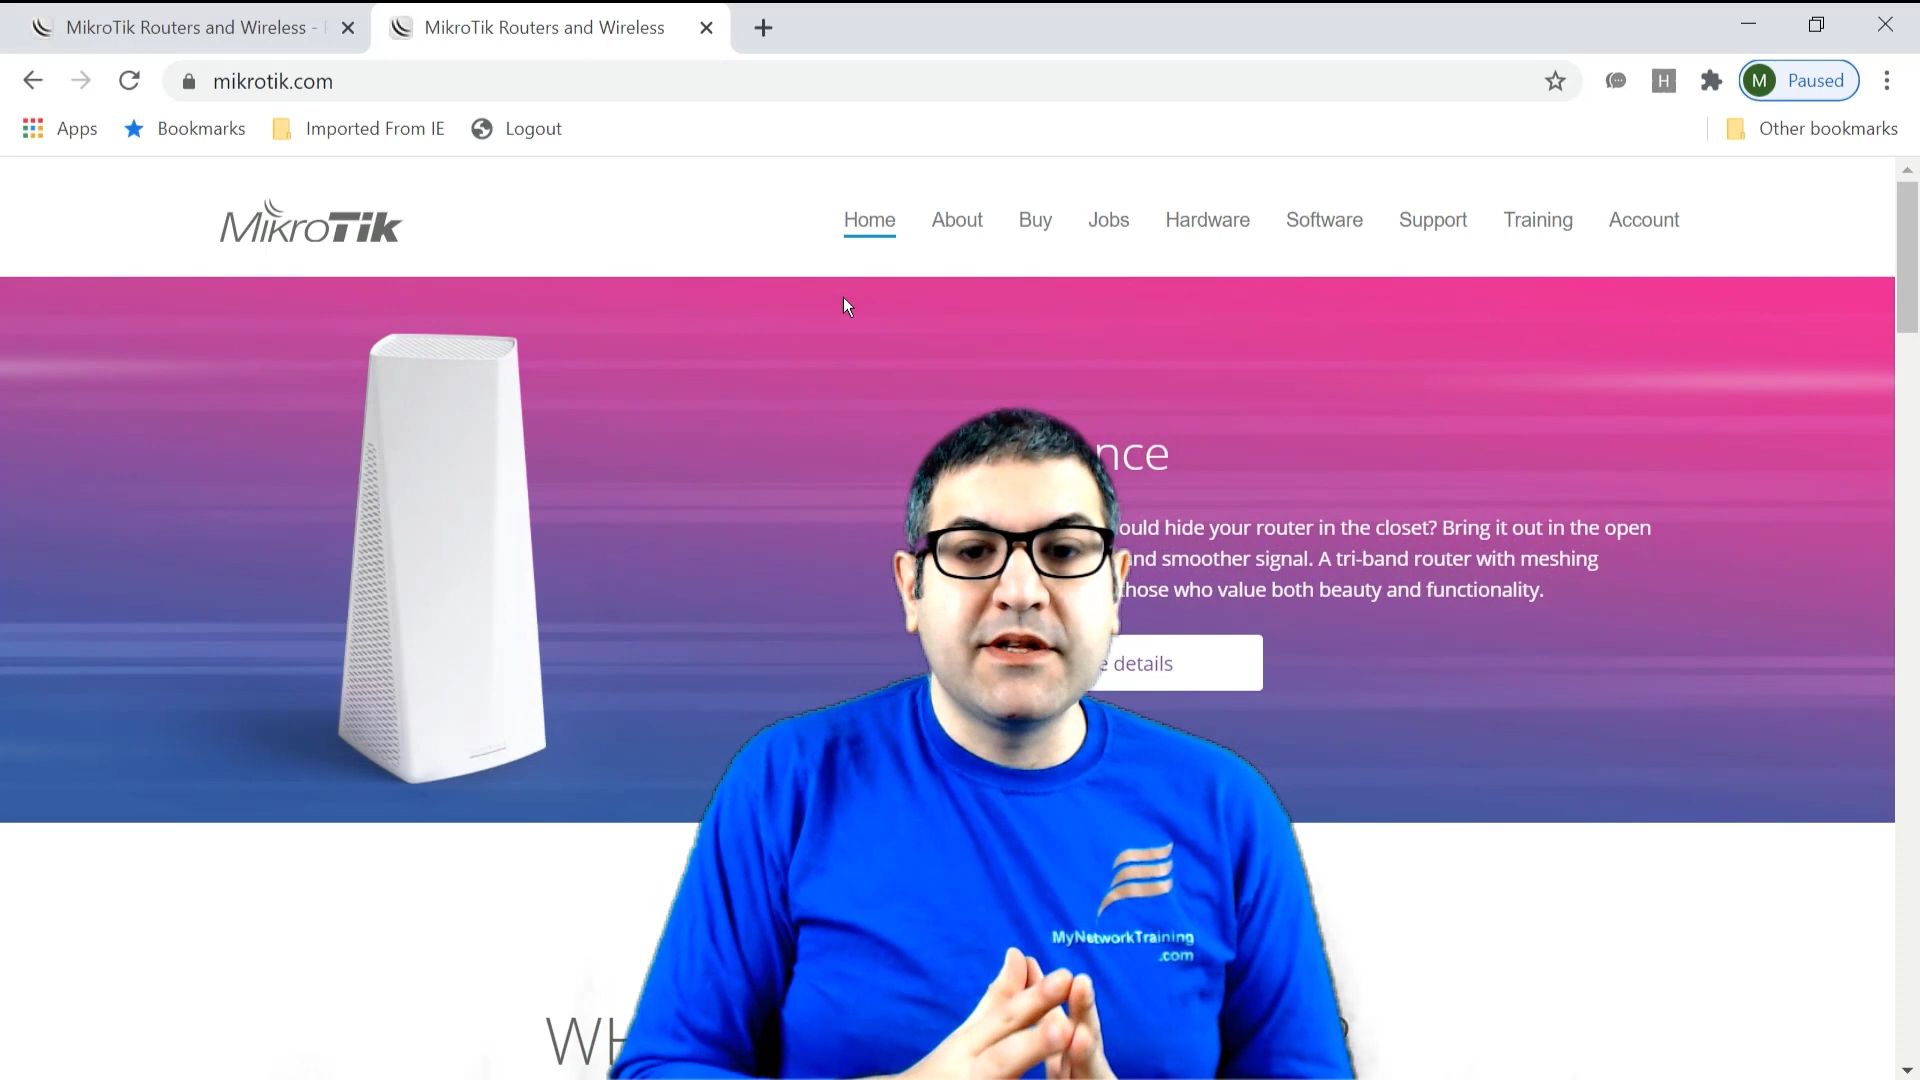 MikroTik Routers and Wireless -
MikroTik Routers and Wireless
mikrotik.com
H
M
Paused
Apps
Bookmarks
Imported From IE
Logout
Other bookmarks
MikroTik
Home
About
Buy
Jobs
Hardware
Software
Support
Training
Account
nce
ould hide your router in the closet? Bring it out in the open
nd smoother signal. A tri-band router with meshing
those who value both beauty and functionality.
e details
MyNetworkTraining
.com
WH